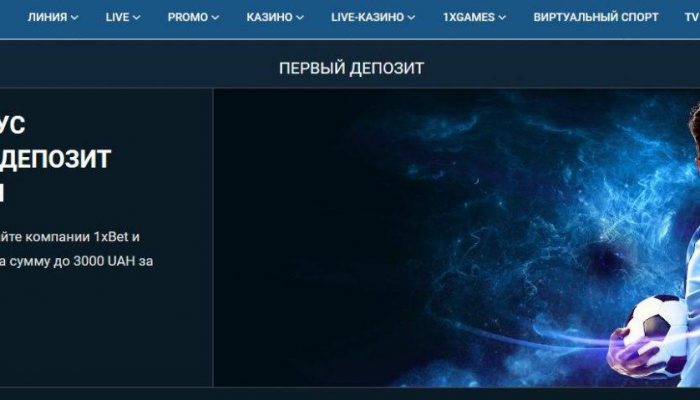 ЛИНИЯ LIVE PROMO КАЗИНО LIVE-КАЗИНО 1XGAMES ВИРТУАЛЬНЫЙ СПОРТ TV
ПЕРВЫЙ ДЕПОЗИТ
УС
ДЕПОЗИТ
йте компании 1xBet и
а сумму до 3000 UAH за